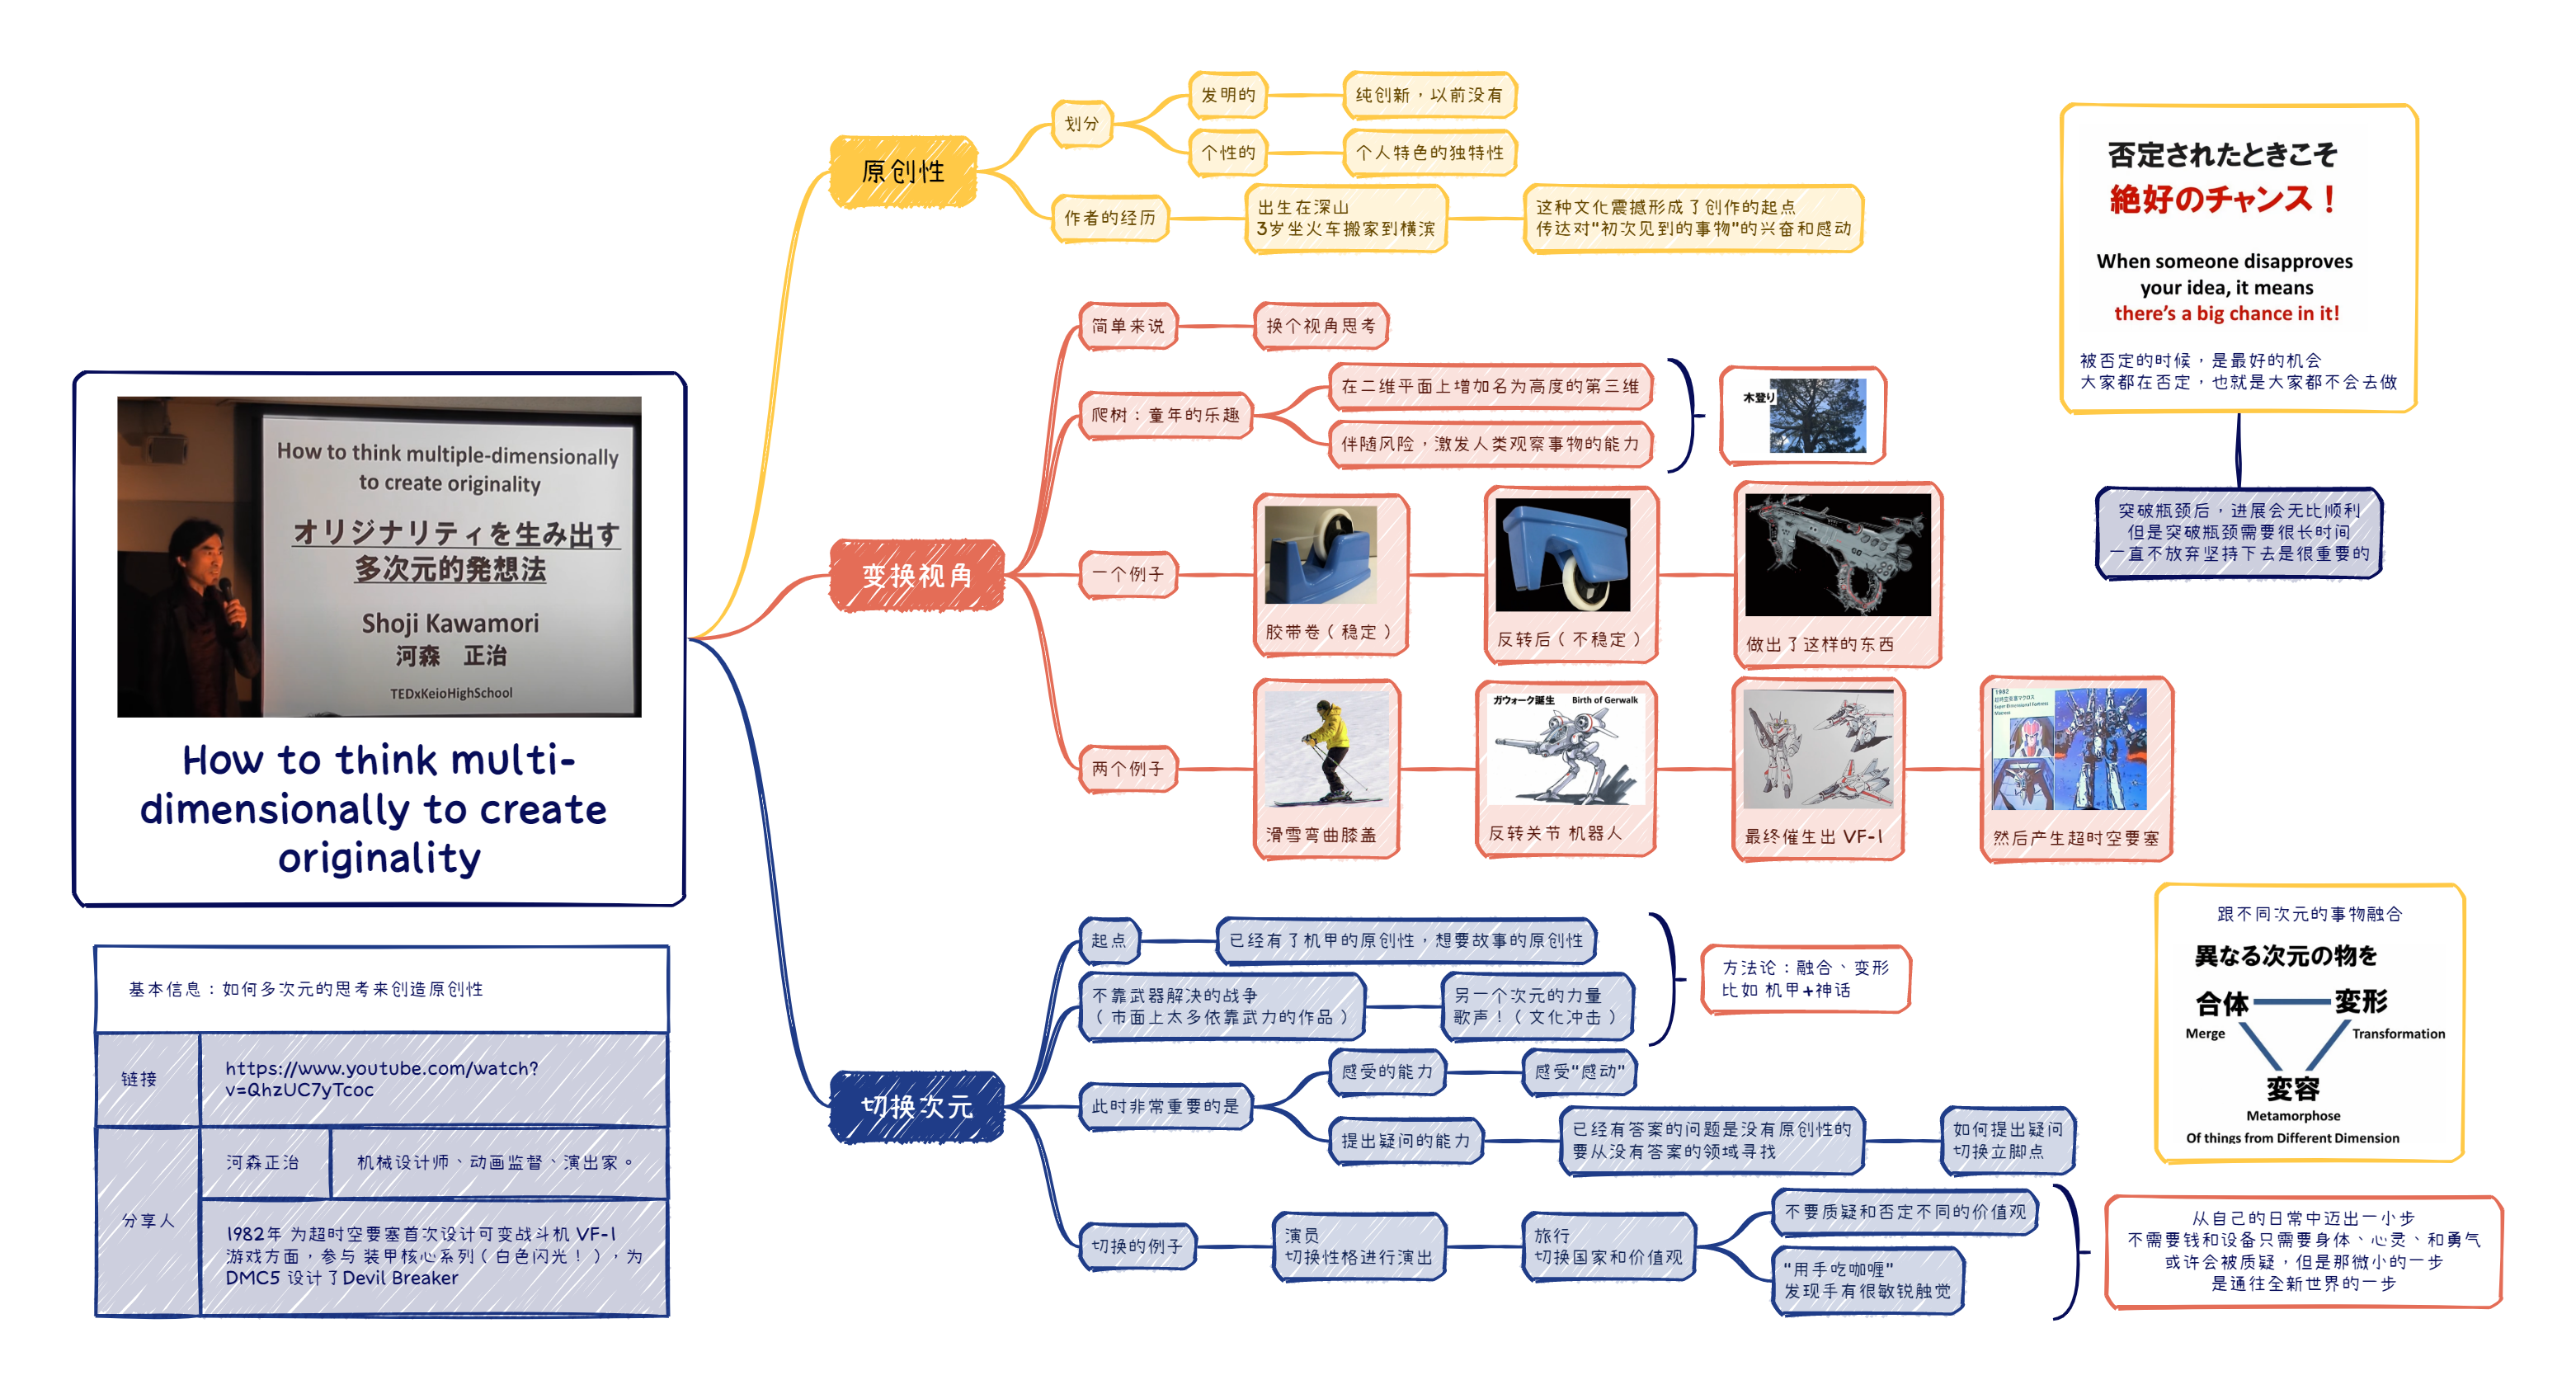 How to think multiple-dimensionally
to create originality
オリジナリティを生み出す
多次元的発想法
Shoji Kawamori
河森 正治
TEDxKeioHighSchool
How to think multi-
dimensionally to create
originality
基本信息：如何多次元的思考来创造原创性
链接
https://www.youtube.com/watch?
v=QhzUC7yTcoc
分享人
河森正治
机械设计师、动画监督、演出家。
1982年 为超时空要塞首次设计可变战斗机 VF-1
游戏方面，参与 装甲核心系列（白色闪光！），为
DMC5 设计了Devil Breaker
原创性
划分
发明的
纯创新，以前没有
个性的
个人特色的独特性
作者的经历
出生在深山
3岁坐火车搬家到横滨
这种文化震撼形成了创作的起点
传达对"初次见到的事物"的兴奋和感动
变换视角
简单来说
换个视角思考
爬树：童年的乐趣
在二维平面上增加名为高度的第三维
伴随风险，激发人类观察事物的能力
木登り
一个例子
胶带卷（稳定）
反转后（不稳定）
做出了这样的东西
两个例子
滑雪弯曲膝盖
ガウォーク誕生 Birth of Gerwalk
反转关节 机器人
最终催生出 VF-1
1982
超時空要塞マクロス
Super Dimensional Fortress
Macross
然后产生超时空要塞
切换次元
起点
已经有了机甲的原创性，想要故事的原创性
不靠武器解决的战争
（市面上太多依靠武力的作品）
另一个次元的力量
歌声！（文化冲击）
方法论：融合、变形
比如 机甲+神话
此时非常重要的是
感受的能力
感受"感动"
提出疑问的能力
已经有答案的问题是没有原创性的
要从没有答案的领域寻找
如何提出疑问
切换立脚点
切换的例子
演员
切换性格进行演出
旅行
切换国家和价值观
不要质疑和否定不同的价值观
"用手吃咖喱"
发现手有很敏锐触觉
从自己的日常中迈出一小步
不需要钱和设备只需要身体、心灵、和勇气
或许会被质疑，但是那微小的一步
是通往全新世界的一步
否定されたときこそ
絶好のチャンス！
When someone disapproves
your idea, it means
there's a big chance in it!
被否定的时候，是最好的机会
大家都在否定，也就是大家都不会去做
突破瓶颈后，进展会无比顺利
但是突破瓶颈需要很长时间
一直不放弃坚持下去是很重要的
跟不同次元的事物融合
異なる次元の物を
合体 変形
Merge Transformation
変容
Metamorphose
Of things from Different Dimension